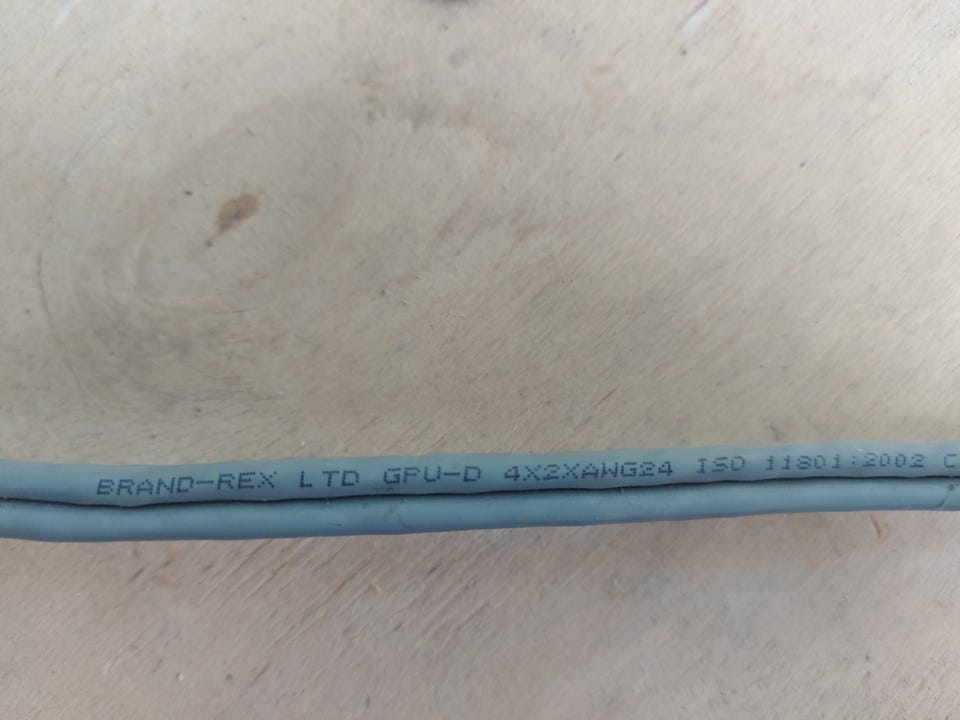 BRAND-REX LTD GPU-D 4X2XAWG24 ISO 11801:2002 C